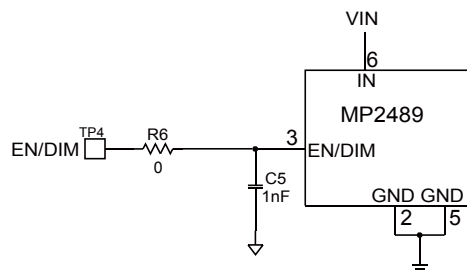 VIN
6
IN
MP2489
TP4
R6
EN/DIM
3
EN/DIM
0
C5
1nF
GND GND
2
5